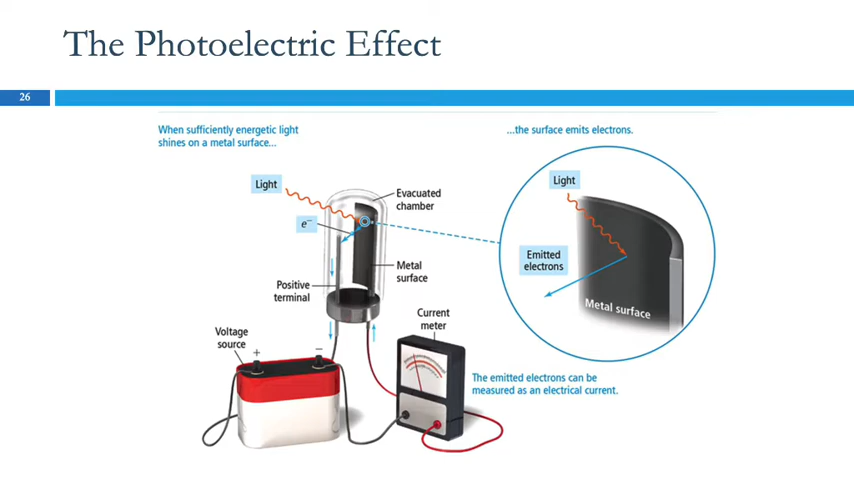 The Photoelectric Effect
26
When sufficiently energetic light
shines on a metal surface...
...the surface emits electrons.
Light
Evacuated
chamber
e−
Metal
surface
Positive
terminal
Current
meter
Voltage
source
+
−
Light
Emitted
electrons
Metal surface
The emitted electrons can be
measured as an electrical current.